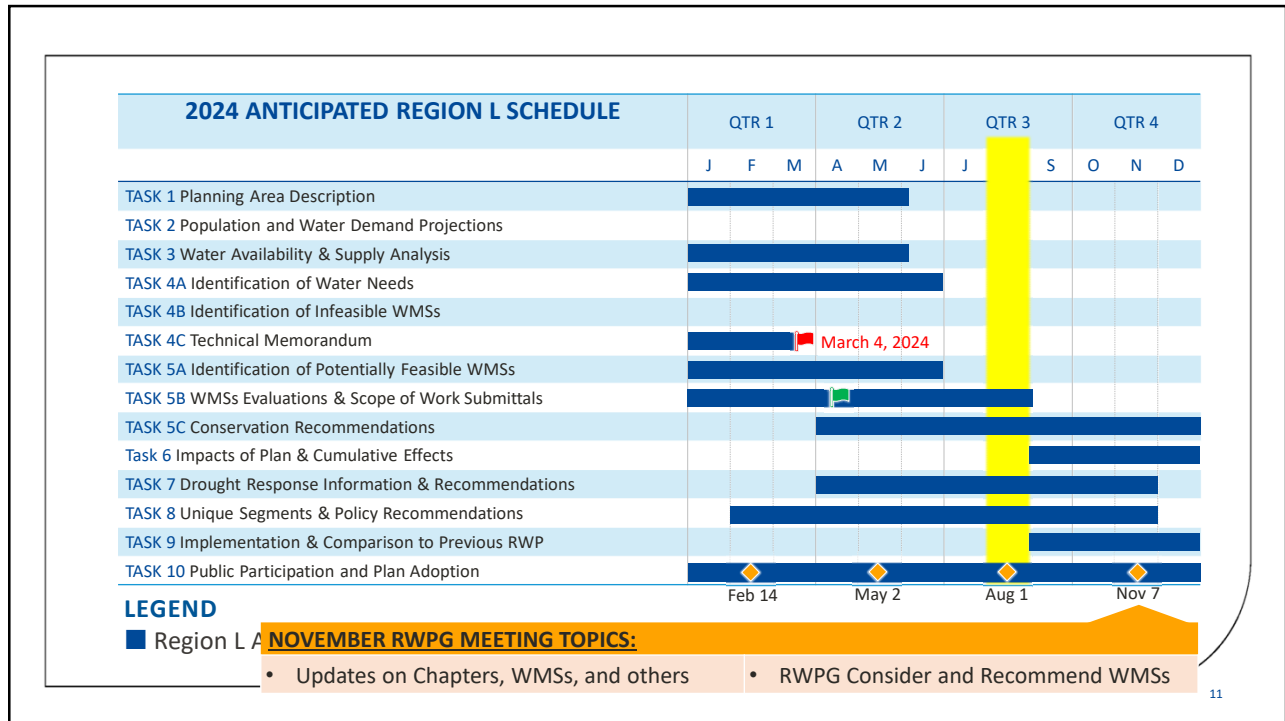 2024 ANTICIPATED REGION L SCHEDULE
QTR 1 QTR 2 QTR 3 QTR 4
J F M A M J J S O N D
TASK 1 Planning Area Description
TASK 2 Population and Water Demand Projections
TASK 3 Water Availability & Supply Analysis
TASK 4A Identification of Water Needs
TASK 4B Identification of Infeasible WMSs
TASK 4C Technical Memorandum
March 4, 2024
TASK 5A Identification of Potentially Feasible WMSs
TASK 5B WMSs Evaluations & Scope of Work Submittals
TASK 5C Conservation Recommendations
Task 6 Impacts of Plan & Cumulative Effects
TASK 7 Drought Response Information & Recommendations
TASK 8 Unique Segments & Policy Recommendations
TASK 9 Implementation & Comparison to Previous RWP
TASK 10 Public Participation and Plan Adoption
Feb 14 May 2 Aug 1 Nov 7
LEGEND
Region L A
NOVEMBER RWPG MEETING TOPICS:
• Updates on Chapters, WMSs, and others
• RWPG Consider and Recommend WMSs
11